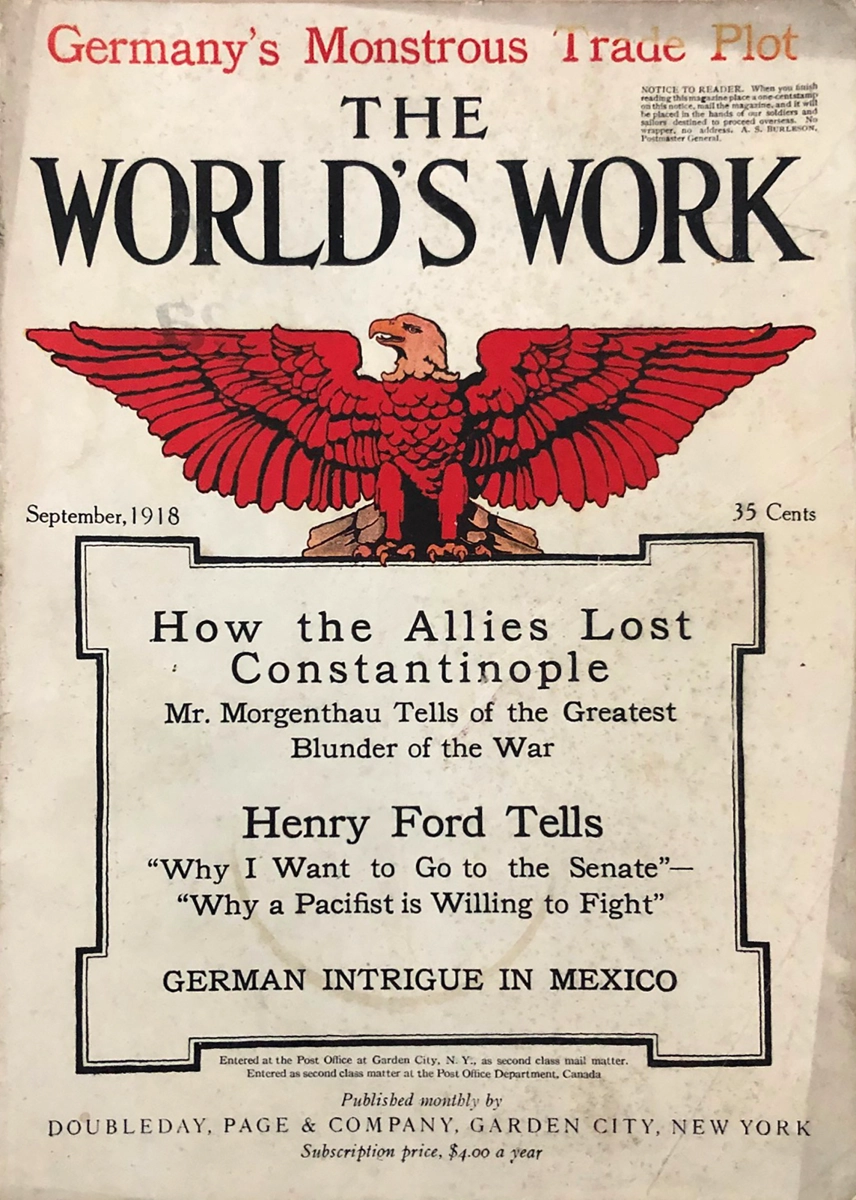 Germany's Monstrous Trade Plot
NOTICE TO READER. When you finish
reading this magazine place a one-cent stamp
on this notice, mail the magazine, and it will
be placed in the hands of our soldiers and
sailors destined to proceed overseas. No
wrapper, no address. A. S. BURLESON,
Postmaster General.
THE
WORLD'S WORK
September, 1918
35 Cents
How the Allies Lost
Constantinople
Mr. Morgenthau Tells of the Greatest
Blunder of the War
Henry Ford Tells
“Why I Want to Go to the Senate”—
“Why a Pacifist is Willing to Fight”
GERMAN INTRIGUE IN MEXICO
Entered at the Post Office at Garden City, N. Y., as second class mail matter.
Entered as second class matter at the Post Office Department, Canada
Published monthly by
DOUBLEDAY, PAGE & COMPANY, GARDEN CITY, NEW YORK
Subscription price, $4.00 a year